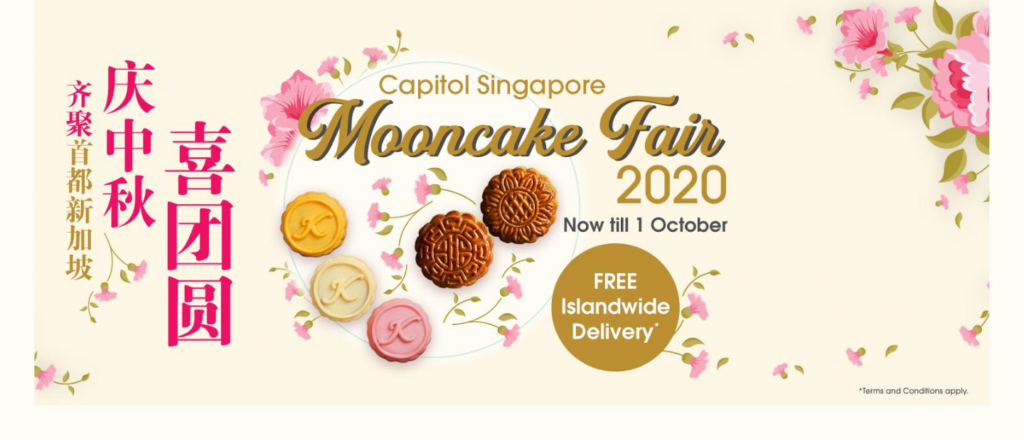 齐聚首都新加坡
庆中秋
喜团圆
Capitol Singapore
Mooncake Fair
2020
Now till 1 October
FREE
Islandwide
Delivery*
K
K
K
*Terms and Conditions apply.